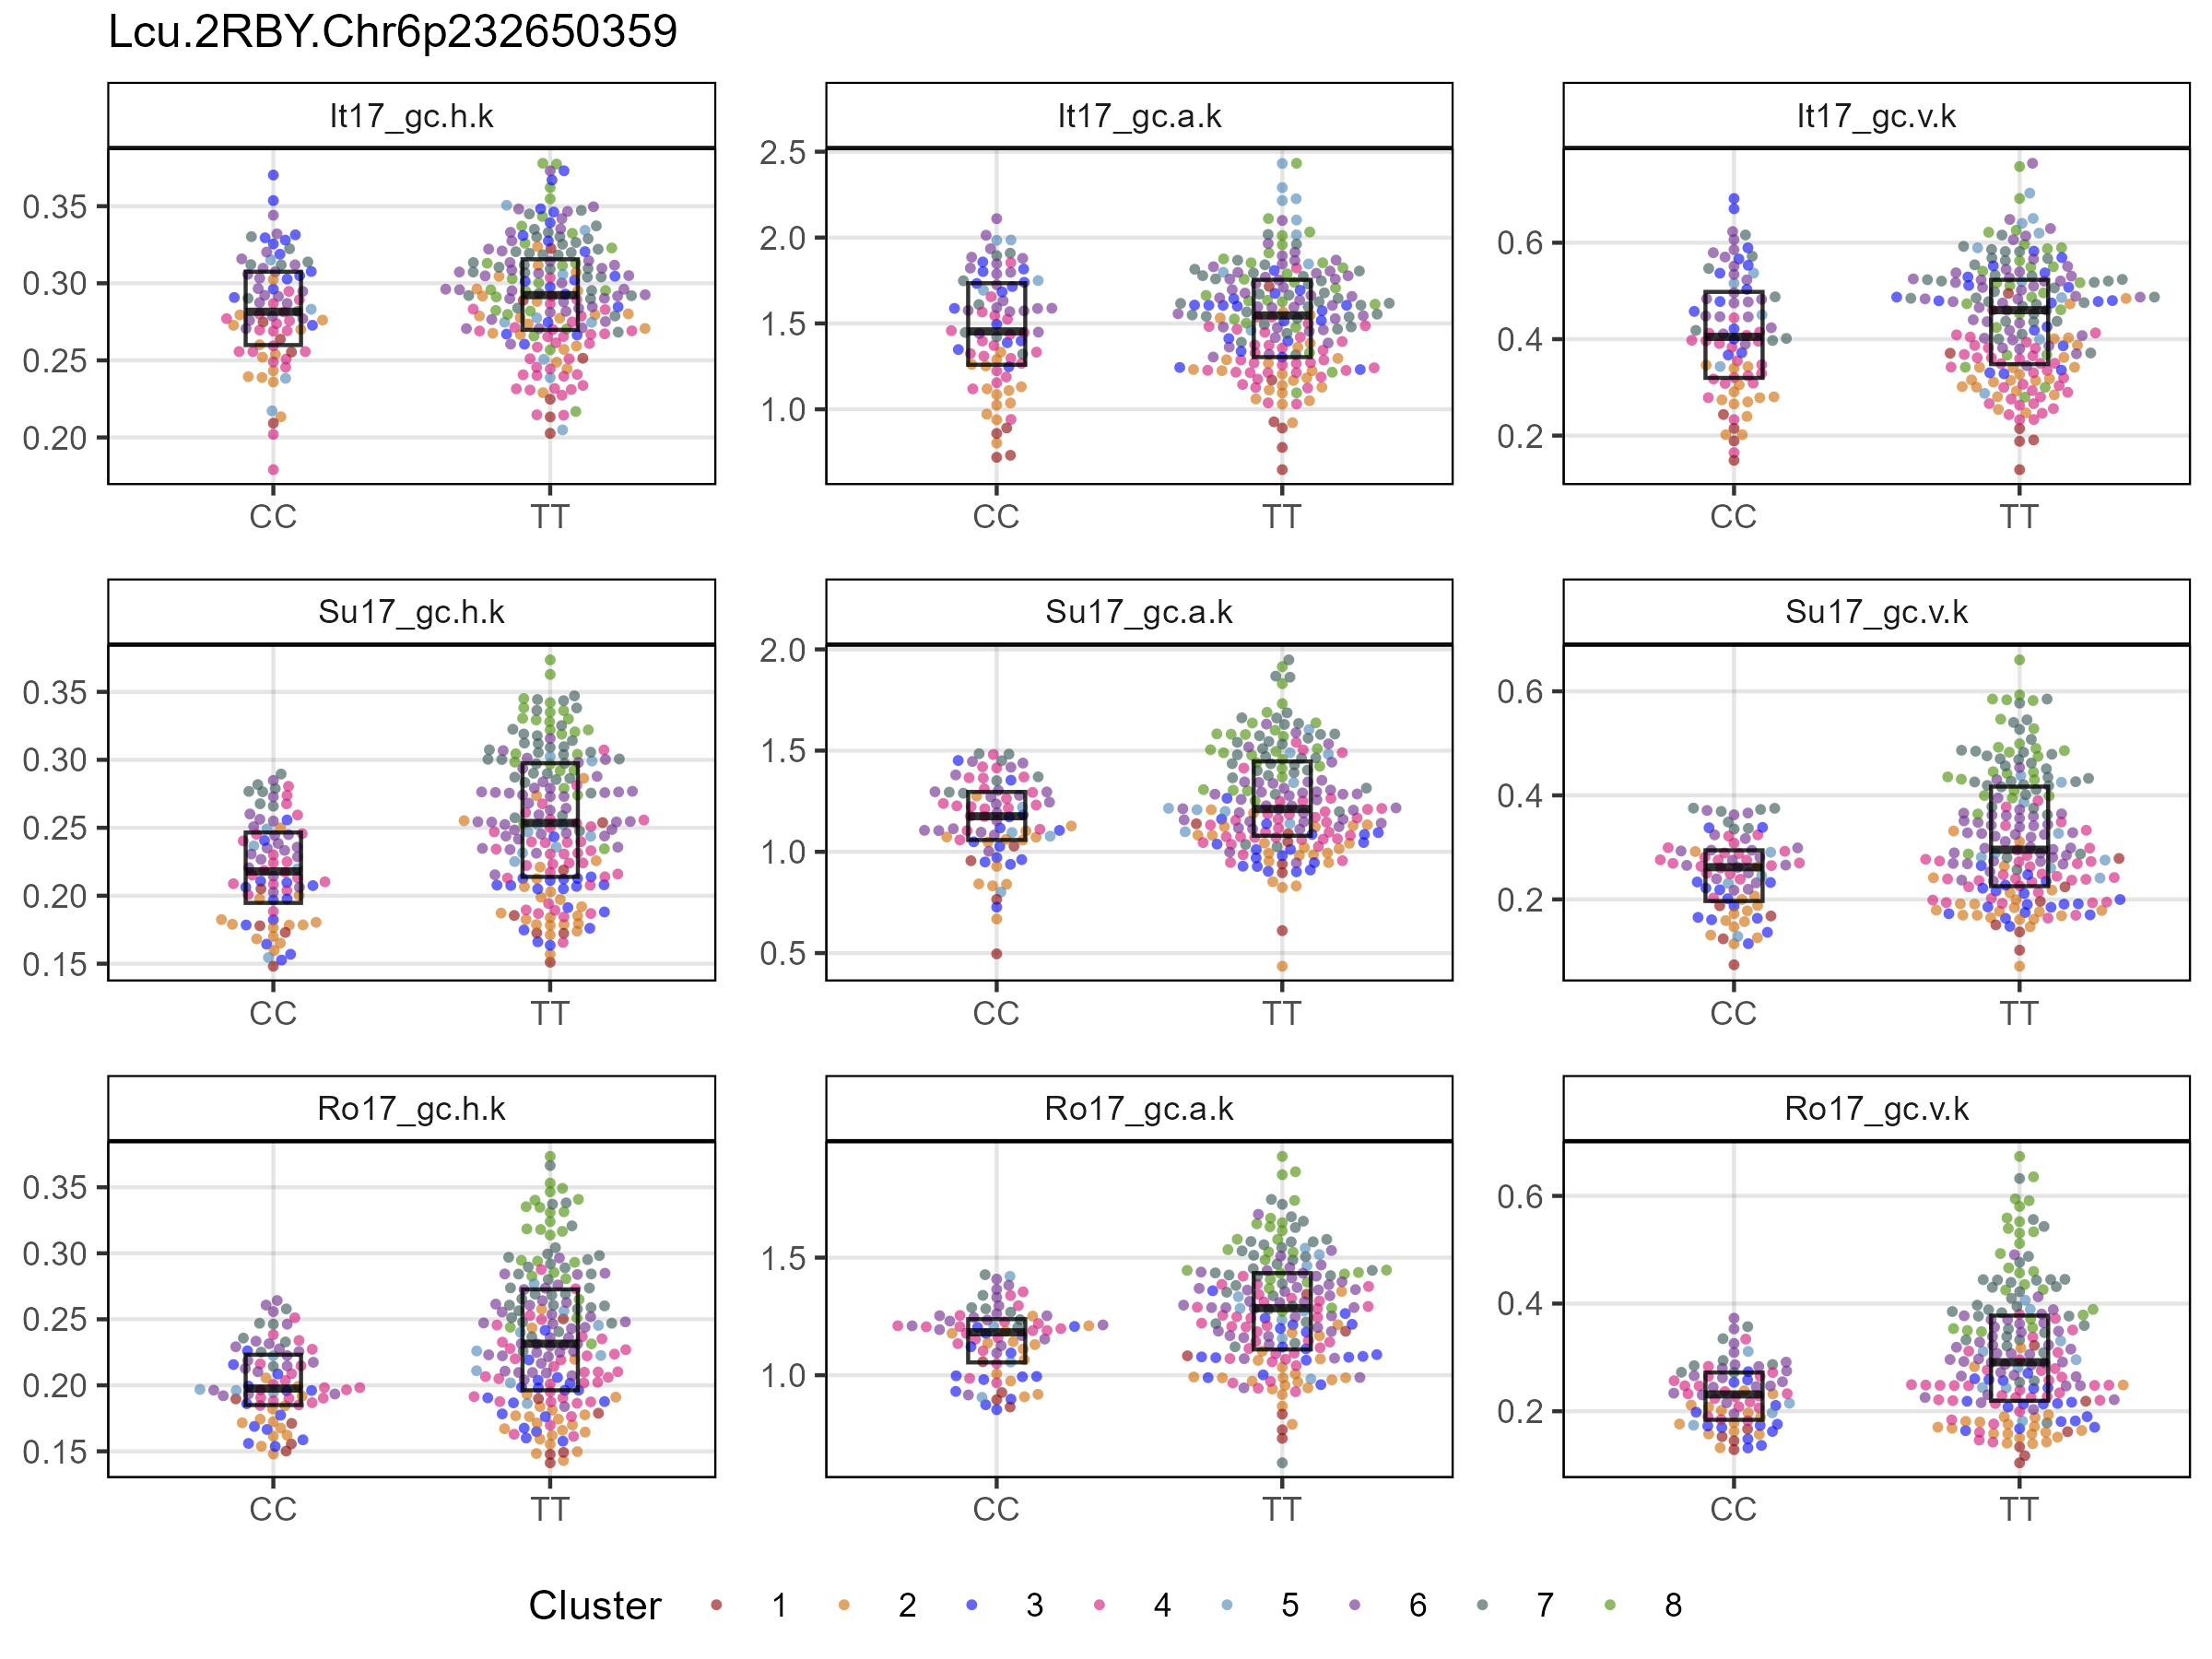 Lcu.2RBY.Chr6p232650359
It17_gc.h.k
It17_gc.a.k
It17_gc.v.k
0.35
0.30
0.25
0.20
CC TT
2.5
2.0
1.5
1.0
CC TT
0.6
0.4
0.2
CC TT
Su17_gc.h.k
Su17_gc.a.k
Su17_gc.v.k
0.35
0.30
0.25
0.20
0.15
CC TT
2.0
1.5
1.0
0.5
CC TT
0.6
0.4
0.2
CC TT
Ro17_gc.h.k
Ro17_gc.a.k
Ro17_gc.v.k
0.35
0.30
0.25
0.20
0.15
CC TT
1.5
1.0
CC TT
0.6
0.4
0.2
CC TT
Cluster 1 2 3 4 5 6 7 8